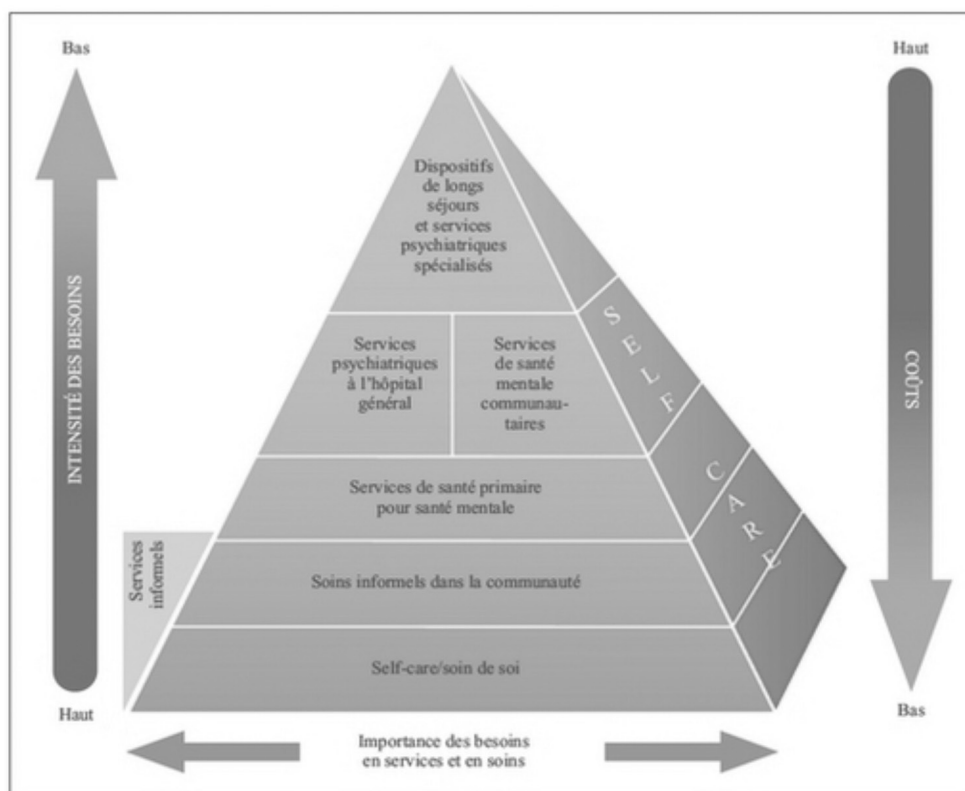 Bas
Haut
Dispositifs
de longs
séjours
et services
psychiatriques
spécialisés
INTENSITÉ DES BESOINS
COÛTS
SELF
CARE
Services
psychiatriques
à l'hôpital
général
Services
de santé
mentale
communau-
taires
Services de santé primaire
pour santé mentale
Services
informels
Soins informels dans la communauté
Self-care/soin de soi
Haut
Bas
Importance des besoins
en services et en soins